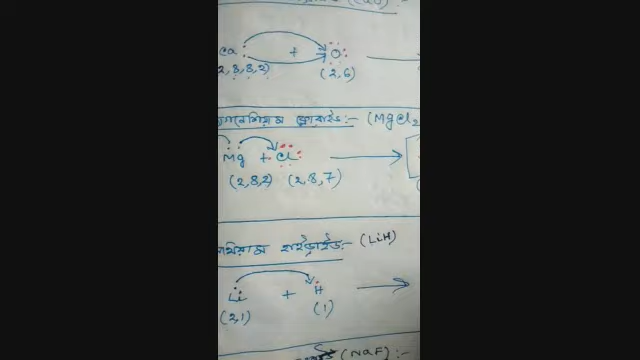 Ca + O
2,8,8,2) (2,6)
ক্লোরাইড:- (MgCl2
Mg + Cl
(2,8,2) (2,8,7)
হাইড্রাইড:- (LiH)
Li + H
(2,1) (1)
(NaF):-